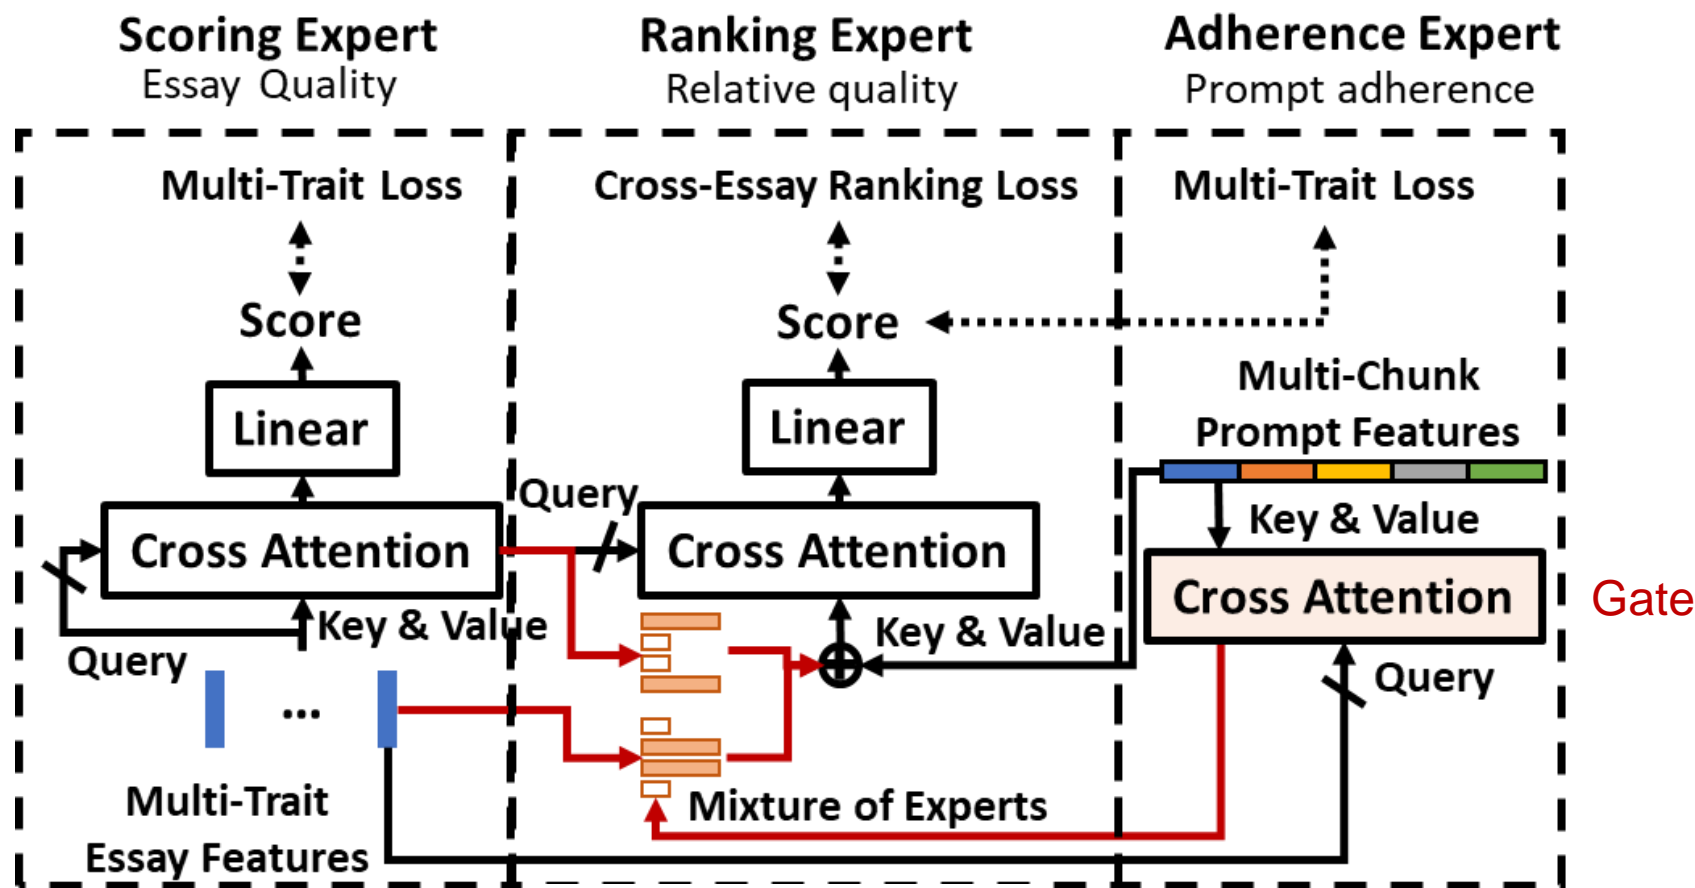 Scoring Expert
Essay Quality
Multi-Trait Loss
Score
Linear
Cross Attention
Key & Value
Query
...
Multi-Trait
Essay Features
Ranking Expert
Relative quality
Cross-Essay Ranking Loss
Score
Linear
Query
Cross Attention
Key & Value
Mixture of Experts
Adherence Expert
Prompt adherence
Multi-Trait Loss
Multi-Chunk
Prompt Features
Key & Value
Cross Attention
Gate
Query